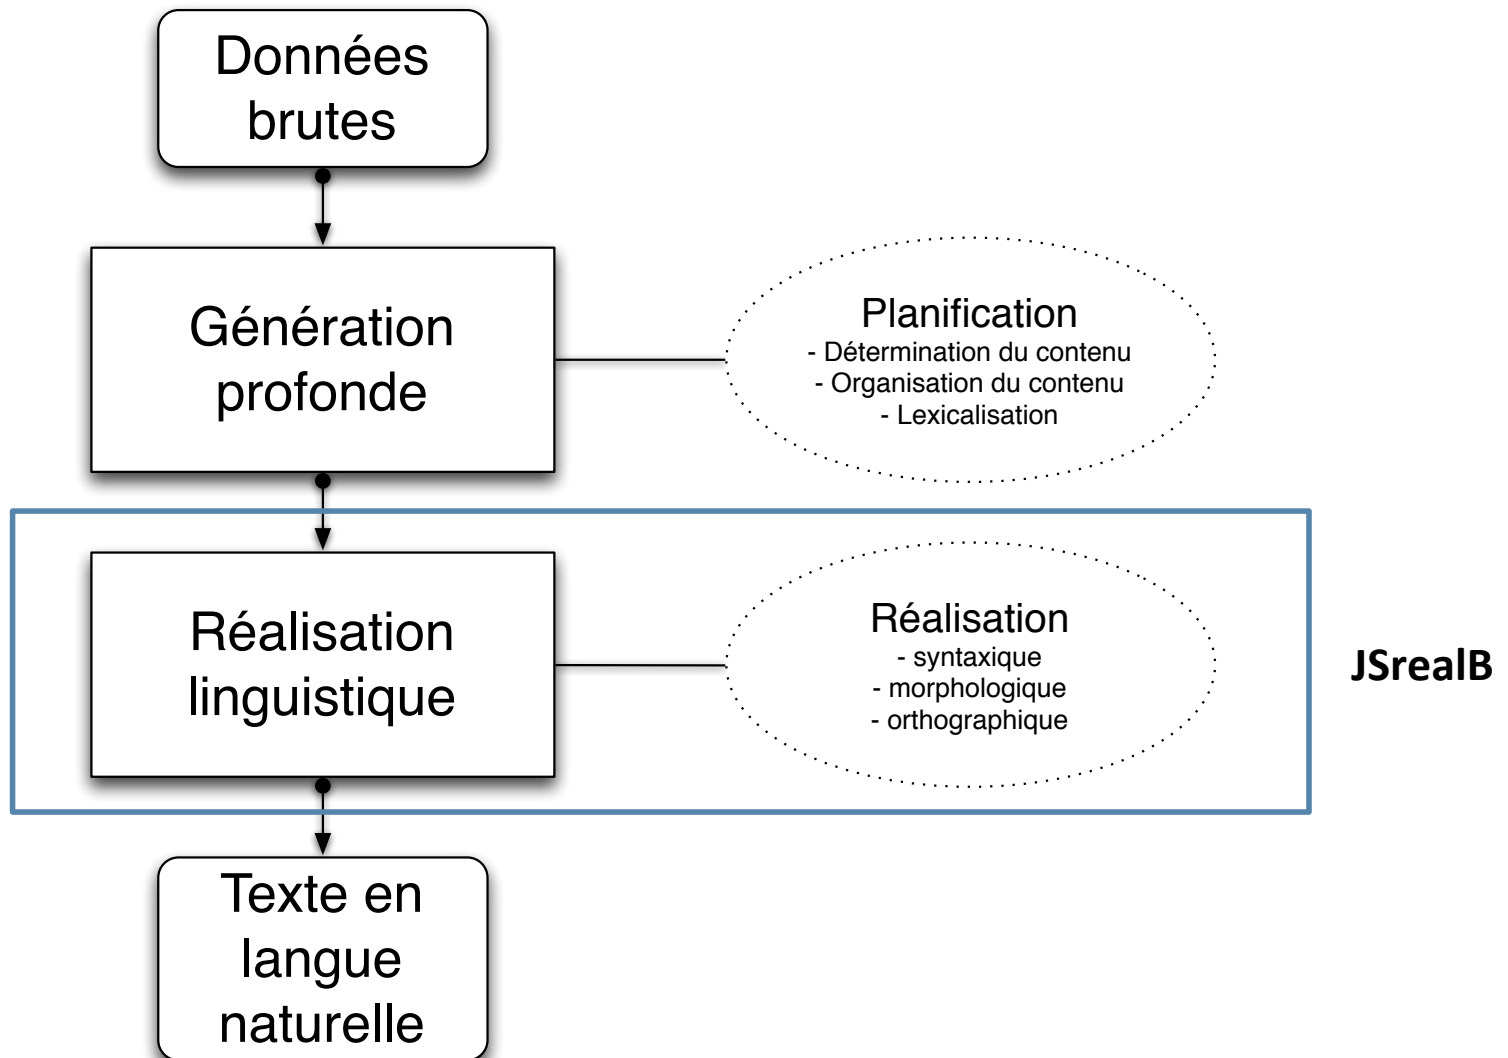 Données
brutes
Génération
profonde
Planification
- Détermination du contenu
- Organisation du contenu
- Lexicalisation
Réalisation
linguistique
Réalisation
- syntaxique
- morphologique
- orthographique
JSrealB
Texte en
langue
naturelle